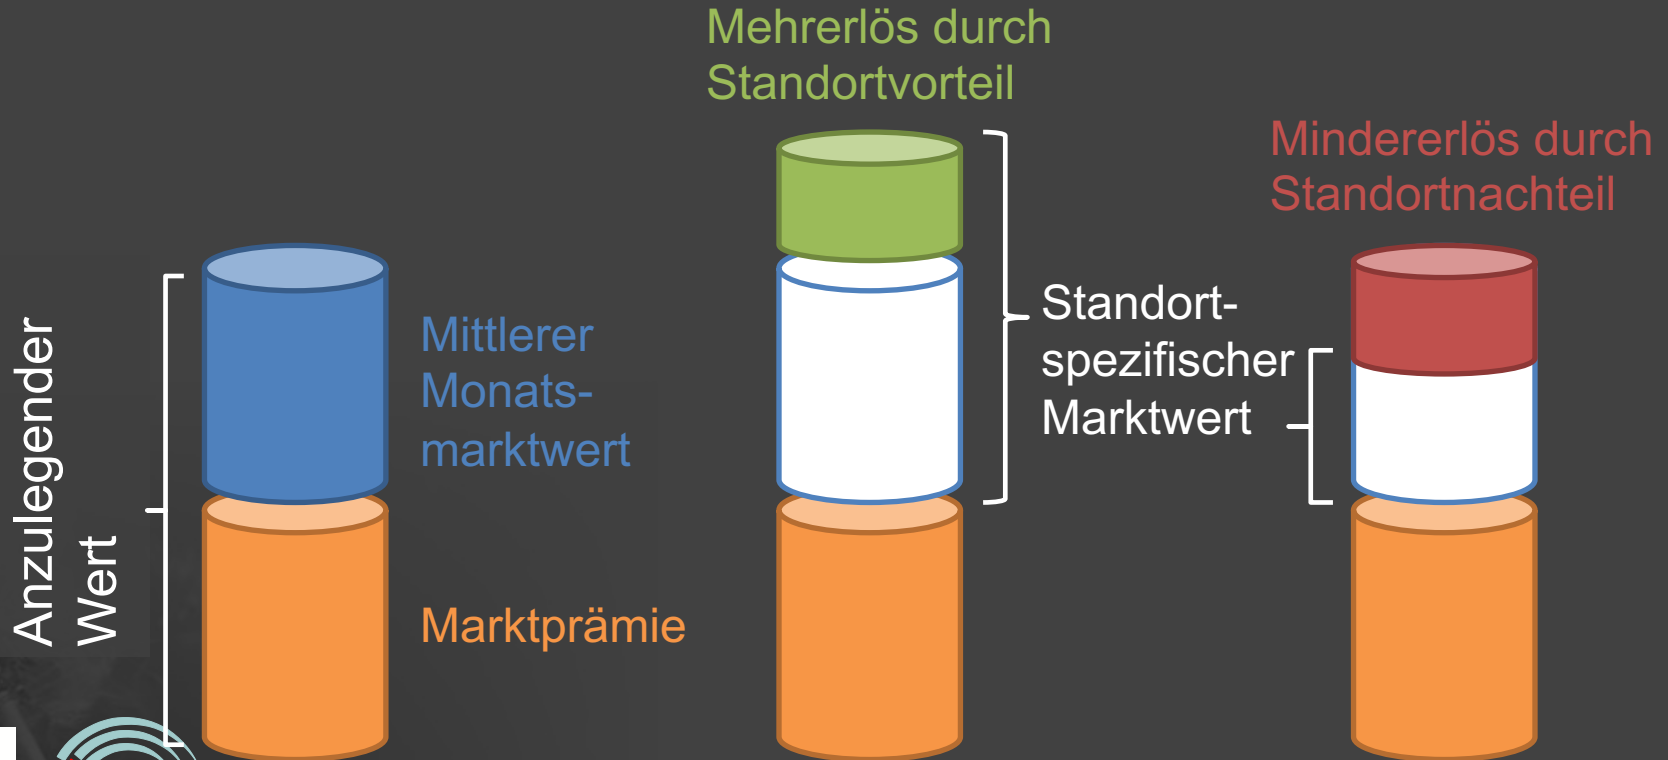 Mehrerlös durch
Standortvorteil
Mindererlös durch
Standortnachteil
Anzulegender
Wert
Mittlerer
Monats-
marktwert
Standort-
spezifischer
Marktwert
Marktprämie